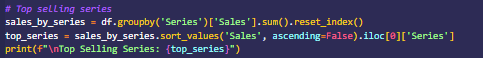 # Top selling series
sales_by_series = df.groupby('Series')['Sales'].sum().reset_index()
top_series = sales_by_series.sort_values('Sales', ascending=False).iloc[0]['Series']
print(f"\nTop Selling Series: {top_series}")